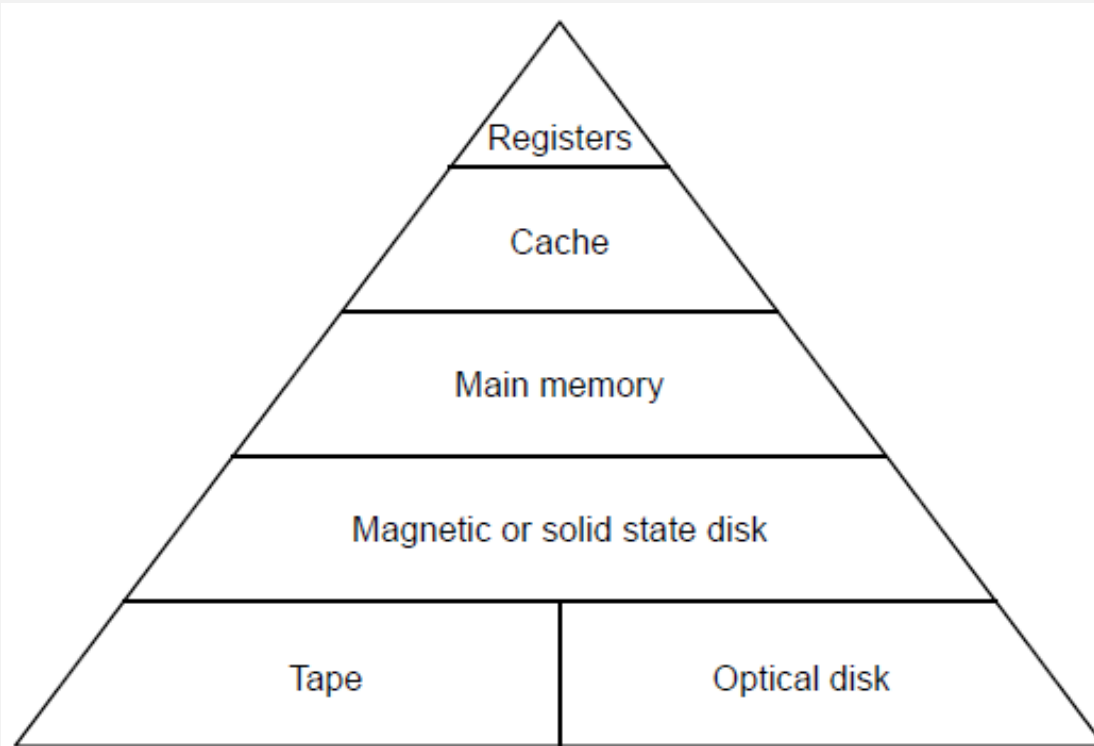 Registers
Cache
Main memory
Magnetic or solid state disk
Tape
Optical disk